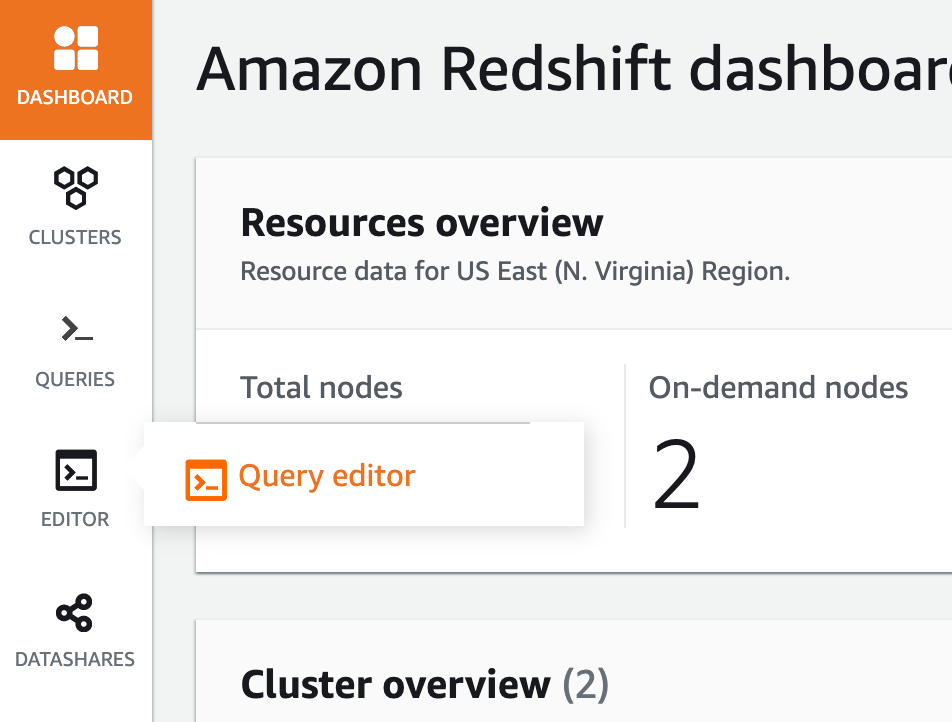 DASHBOARD
CLUSTERS
QUERIES
EDITOR
DATASHARES
Amazon Redshift
Resources overview
Resource data for US East (N. Virginia) Region.
Total nodes
On-demand nodes
2
Query editor
Cluster overview (2)